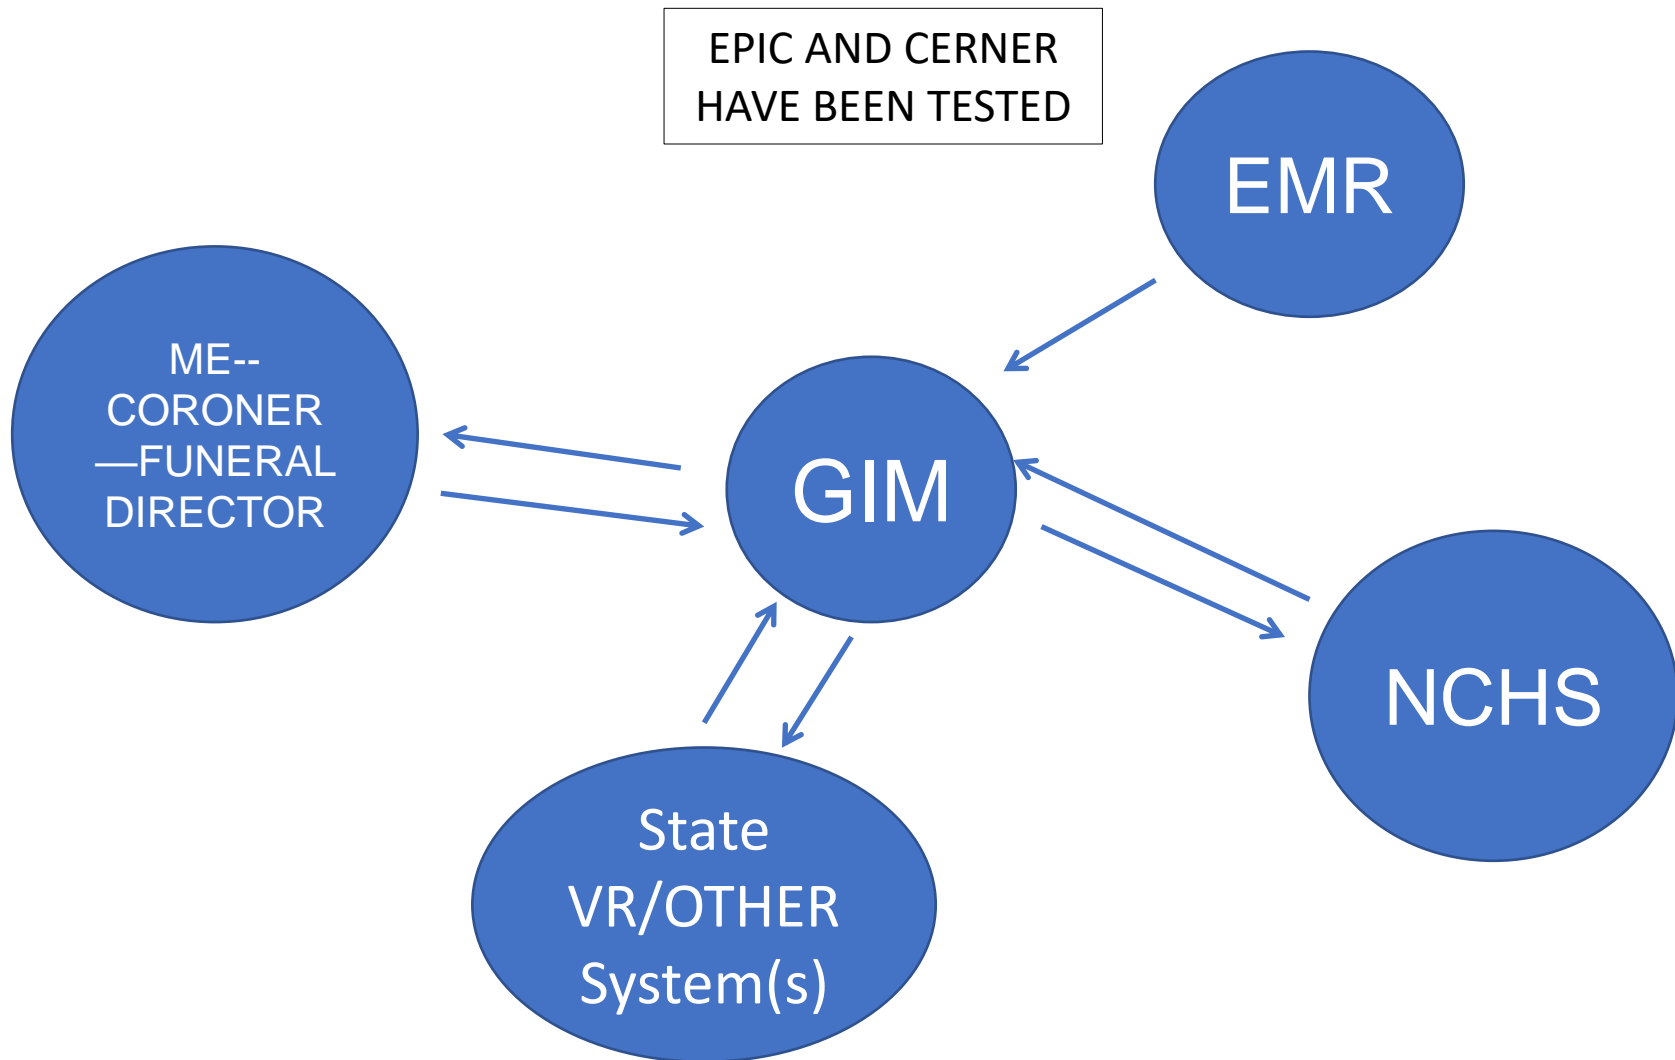 EPIC AND CERNER
HAVE BEEN TESTED
EMR
ME--
CORONER
—FUNERAL
DIRECTOR
GIM
NCHS
State
VR/OTHER
System(s)